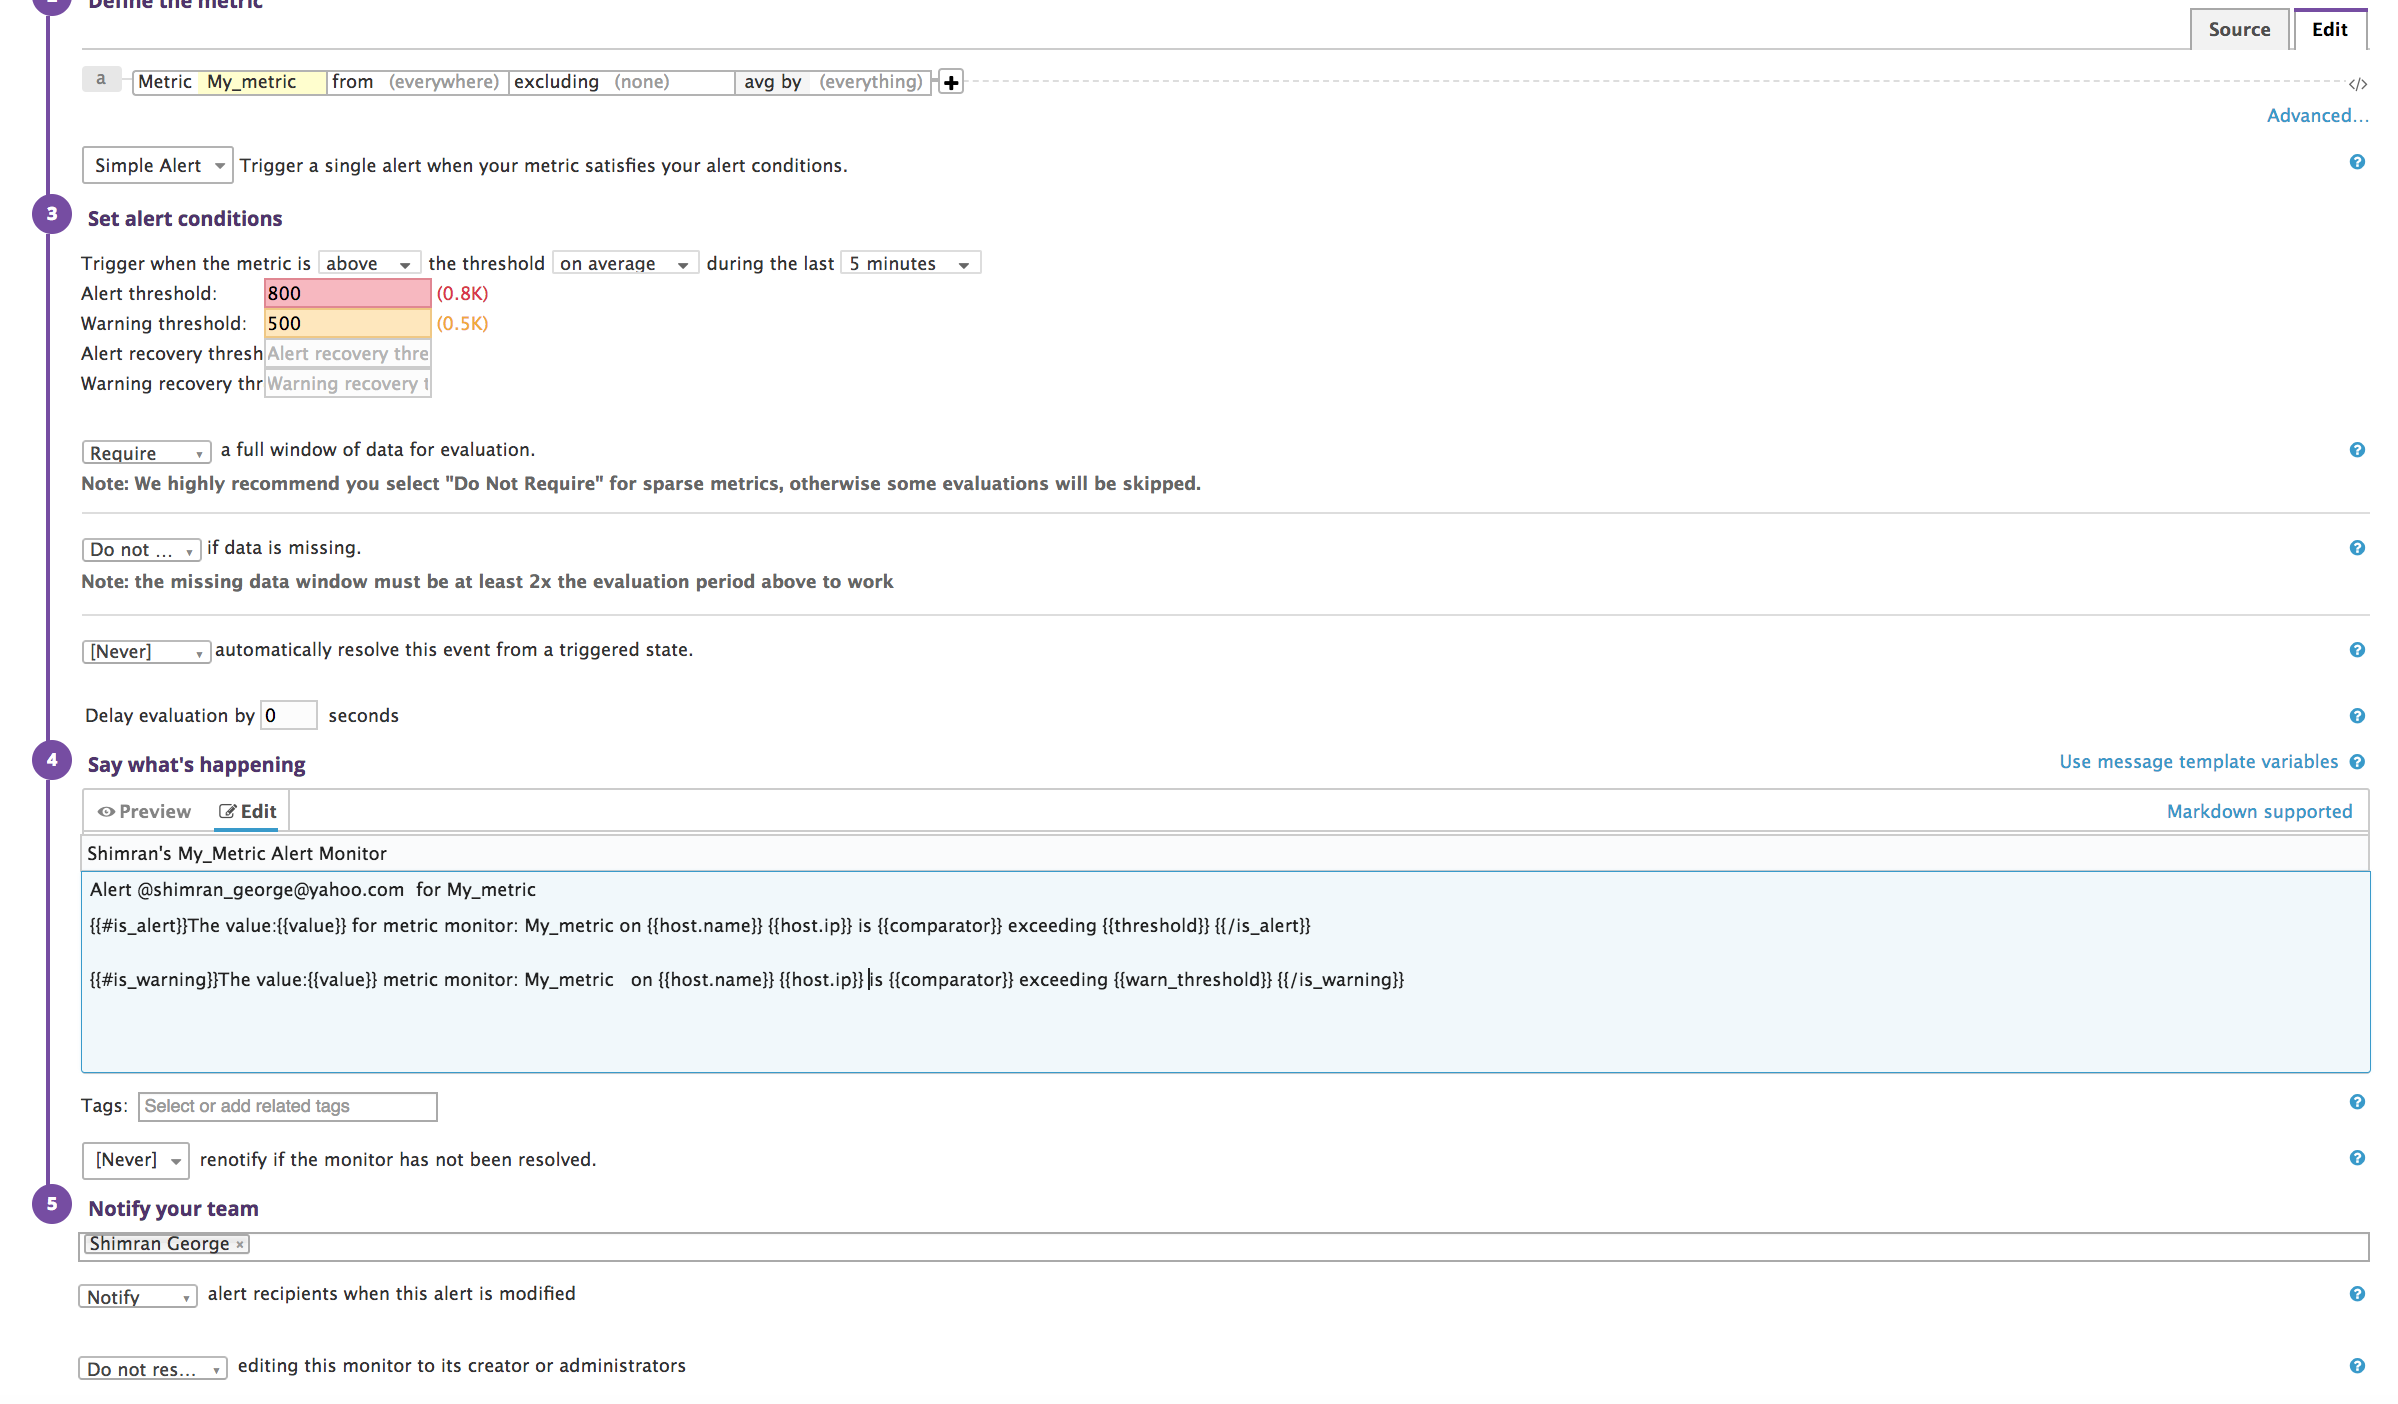 Define the metric
Source Edit
a Metric My_metric from (everywhere) excluding (none) avg by (everything) + </>
Advanced...
Simple Alert Trigger a single alert when your metric satisfies your alert conditions. ?
3 Set alert conditions
Trigger when the metric is above the threshold on average during the last 5 minutes
Alert threshold: 800 (0.8K)
Warning threshold: 500 (0.5K)
Alert recovery thresh Alert recovery thre
Warning recovery thr Warning recovery t
Require a full window of data for evaluation. ?
Note: We highly recommend you select "Do Not Require" for sparse metrics, otherwise some evaluations will be skipped.
Do not ... if data is missing. ?
Note: the missing data window must be at least 2x the evaluation period above to work
[Never] automatically resolve this event from a triggered state. ?
Delay evaluation by 0 seconds ?
4 Say what's happening Use message template variables ?
Preview Edit Markdown supported
Shimran's My_Metric Alert Monitor
Alert @shimran_george@yahoo.com for My_metric
{{#is_alert}}The value:{{value}} for metric monitor: My_metric on {{host.name}} {{host.ip}} is {{comparator}} exceeding {{threshold}} {{/is_alert}}
{{#is_warning}}The value:{{value}} metric monitor: My_metric on {{host.name}} {{host.ip}} is {{comparator}} exceeding {{warn_threshold}} {{/is_warning}}
Tags: Select or add related tags ?
[Never] renotify if the monitor has not been resolved. ?
5 Notify your team
Shimran George ×
Notify alert recipients when this alert is modified ?
Do not res... editing this monitor to its creator or administrators ?